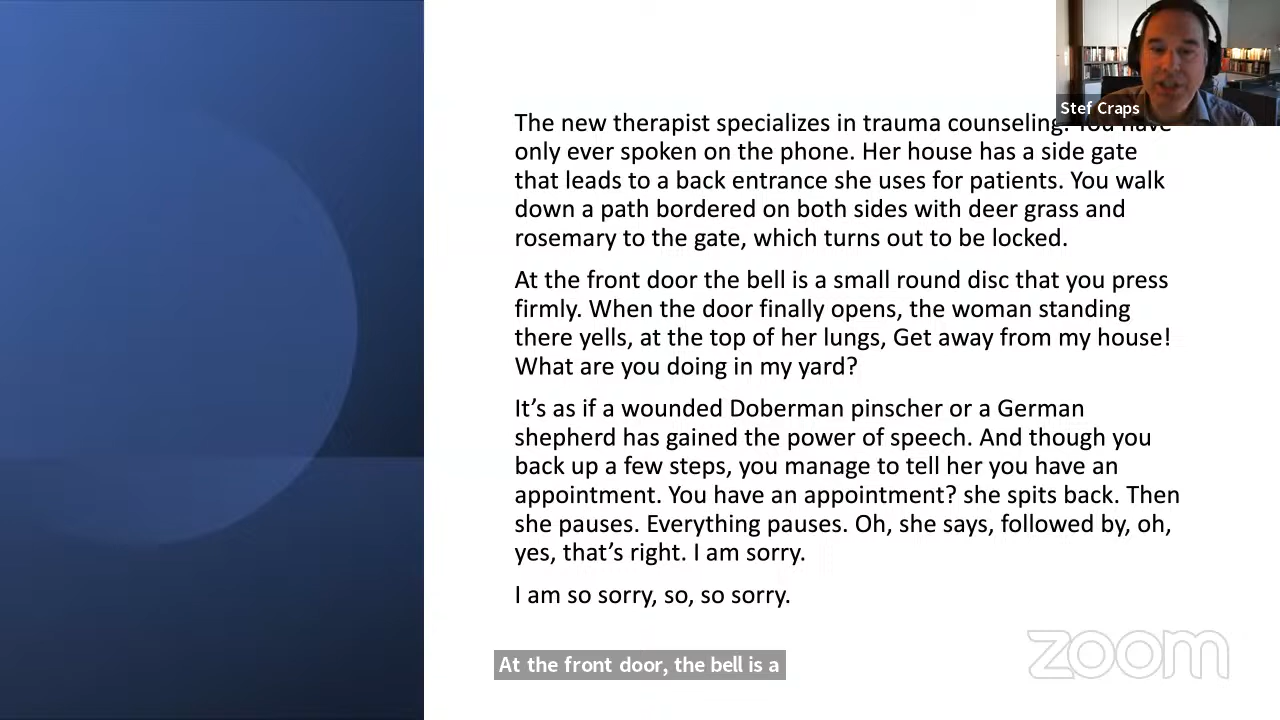 Stef Craps
The new therapist specializes in trauma counseling. You have
only ever spoken on the phone. Her house has a side gate
that leads to a back entrance she uses for patients. You walk
down a path bordered on both sides with deer grass and
rosemary to the gate, which turns out to be locked.
At the front door the bell is a small round disc that you press
firmly. When the door finally opens, the woman standing
there yells, at the top of her lungs, Get away from my house!
What are you doing in my yard?
It’s as if a wounded Doberman pinscher or a German
shepherd has gained the power of speech. And though you
back up a few steps, you manage to tell her you have an
appointment. You have an appointment? she spits back. Then
she pauses. Everything pauses. Oh, she says, followed by, oh,
yes, that’s right. I am sorry.
I am so sorry, so, so sorry.
At the front door, the bell is a
zoom